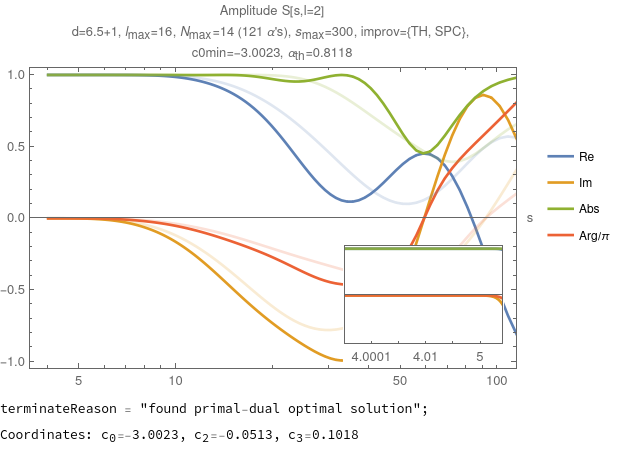 Amplitude S[s,l=2]
d=6.5+1, lmax=16, Nmax=14 (121 α's), smax=300, improv={TH, SPC},
c0min=−3.0023, αth=0.8118
1.0
0.5
0.0
−0.5
−1.0
s
Re
Im
Abs
Arg/π
4.0001 4.01 5
5 10 50 100
terminateReason = "found primal-dual optimal solution";
Coordinates: c0=-3.0023, c2=-0.0513, c3=0.1018